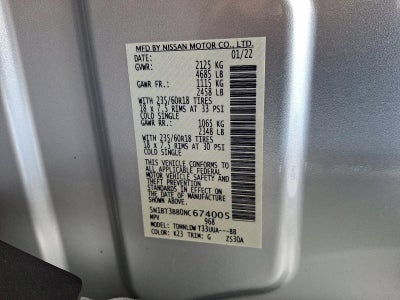 MFD BY NISSAN MOTOR CO., LTD.
DATE: 01/22
GVWR: 2125 KG
4685 LB
GAWR FR.: 1115 KG
2458 LB
WITH 235/60R18 TIRES
18 x 7.5 RIMS AT 33 PSI
COLD SINGLE
GAWR RR.: 1065 KG
2348 LB
WITH 235/60R18 TIRES
18 x 7.5 RIMS AT 30 PSI
COLD SINGLE
THIS VEHICLE CONFORMS TO
ALL APPLICABLE FEDERAL
MOTOR VEHICLE SAFETY AND
THEFT PREVENTION STANDARDS
IN EFFECT ON THE DATE OF
MANUFACTURE SHOWN ABOVE.
5N1BT3BB0NC674005
MPV 968
MODEL:
COLOR: K23 TRIM: G 2530A